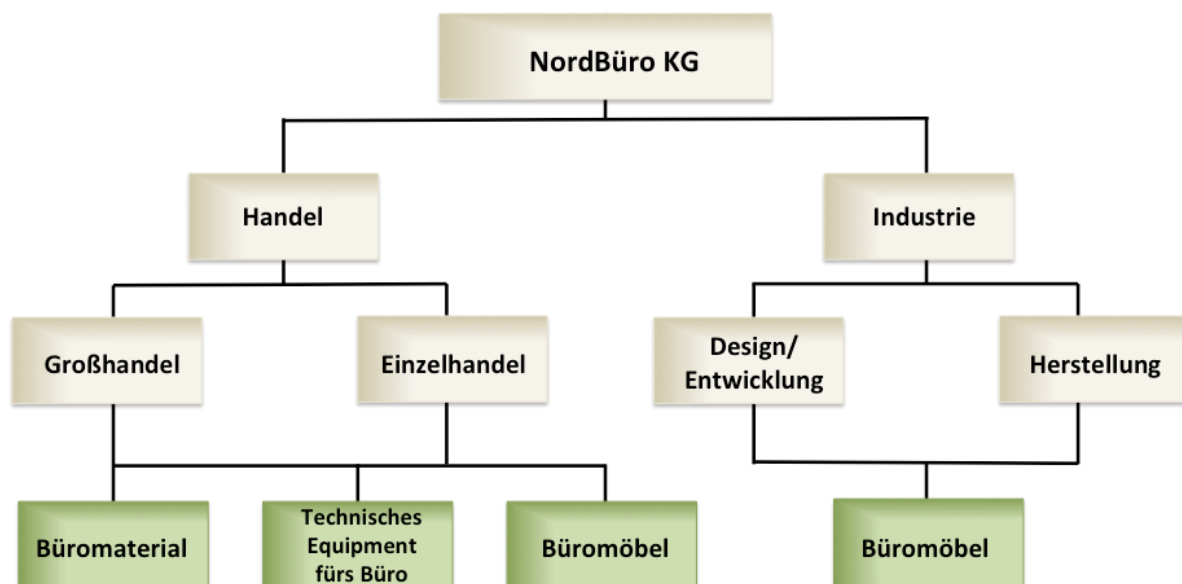 NordBüro KG
Handel
Industrie
Großhandel
Einzelhandel
Design/
Entwicklung
Herstellung
Büromaterial
Technisches
Equipment
fürs Büro
Büromöbel
Büromöbel